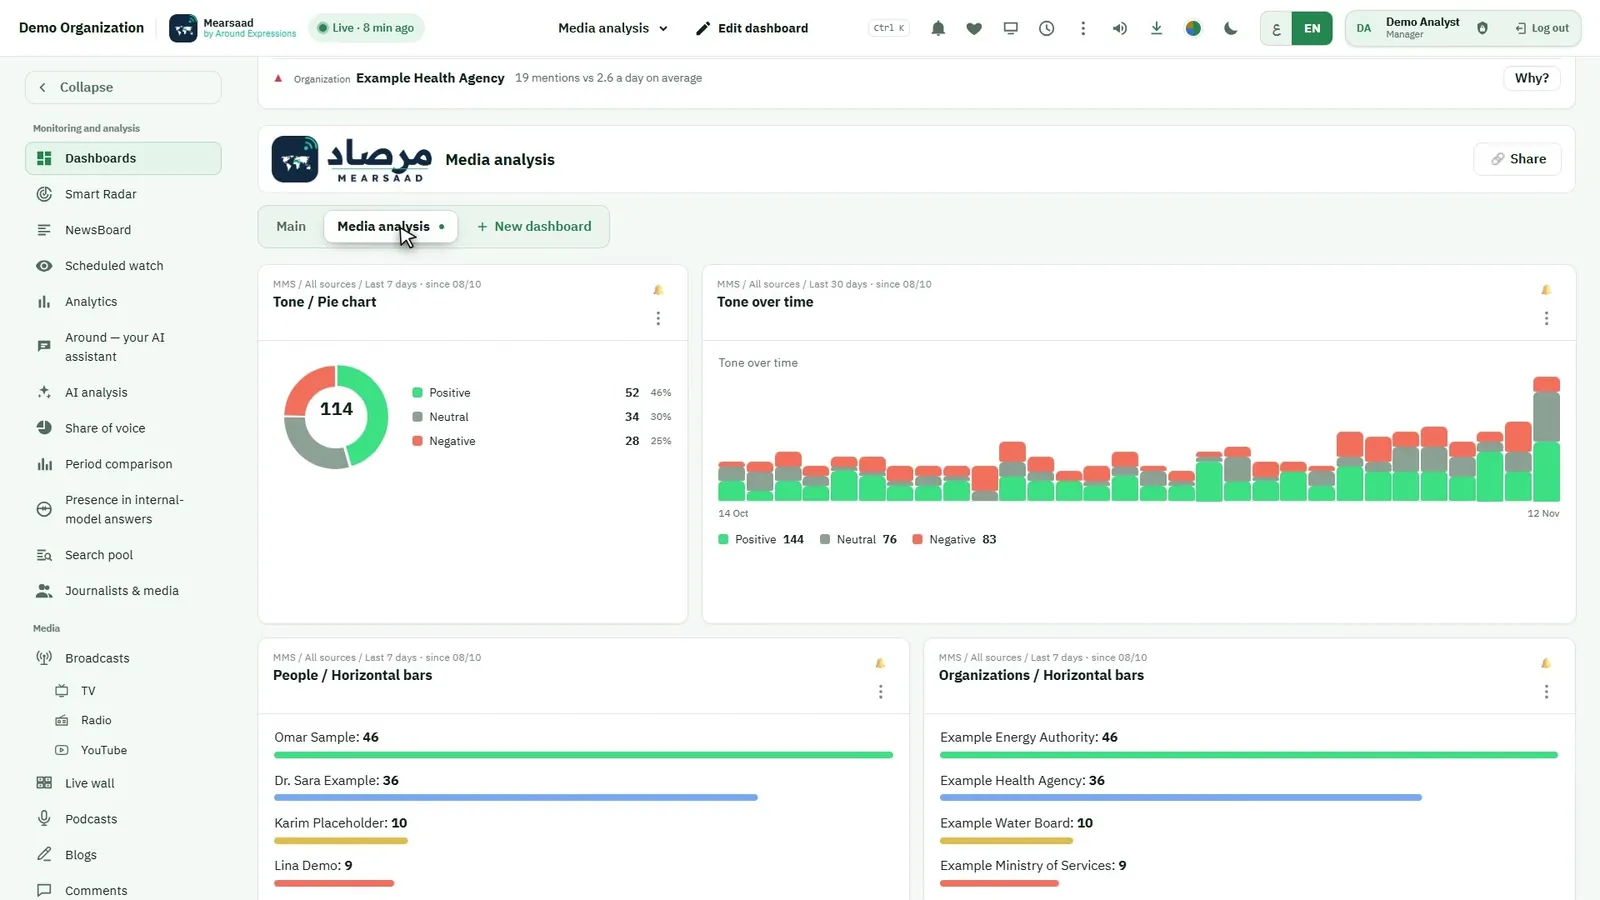 Demo Organization
Mearsaad
by Around Expressions
Live · 8 min ago
Media analysis
Edit dashboard
Ctrl K
ع
EN
DA
Demo Analyst
Manager
Log out
Collapse
Monitoring and analysis
Dashboards
Smart Radar
NewsBoard
Scheduled watch
Analytics
Around — your AI
assistant
AI analysis
Share of voice
Period comparison
Presence in internal-
model answers
Search pool
Journalists & media
Media
Broadcasts
TV
Radio
YouTube
Live wall
Podcasts
Blogs
Comments
Organization Example Health Agency 19 mentions vs 2.6 a day on average
Why?
مرصاد
MEARSAAD
Media analysis
Share
Main
Media analysis
+ New dashboard
MMS / All sources / Last 7 days · since 08/10
Tone / Pie chart
114
Positive 52 46%
Neutral 34 30%
Negative 28 25%
MMS / All sources / Last 30 days · since 08/10
Tone over time
Tone over time
14 Oct
12 Nov
Positive 144 Neutral 76 Negative 83
MMS / All sources / Last 7 days · since 08/10
People / Horizontal bars
Omar Sample: 46
Dr. Sara Example: 36
Karim Placeholder: 10
Lina Demo: 9
MMS / All sources / Last 7 days · since 08/10
Organizations / Horizontal bars
Example Energy Authority: 46
Example Health Agency: 36
Example Water Board: 10
Example Ministry of Services: 9